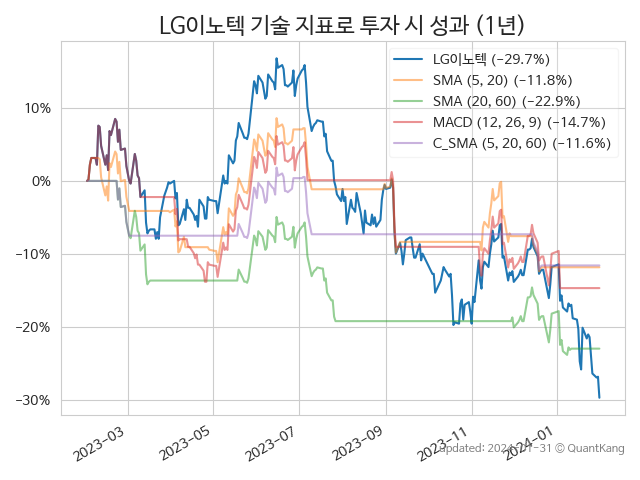 LG이노텍 기술 지표로 투자 시 성과 (1년)
LG이노텍 (−29.7%)
SMA (5, 20) (−11.8%)
SMA (20, 60) (−22.9%)
MACD (12, 26, 9) (−14.7%)
C_SMA (5, 20, 60) (−11.6%)
10%
0%
−10%
−20%
−30%
2023-03
2023-05
2023-07
2023-09
2023-11
2024-01
updated: 2024-01-31 © QuantKang